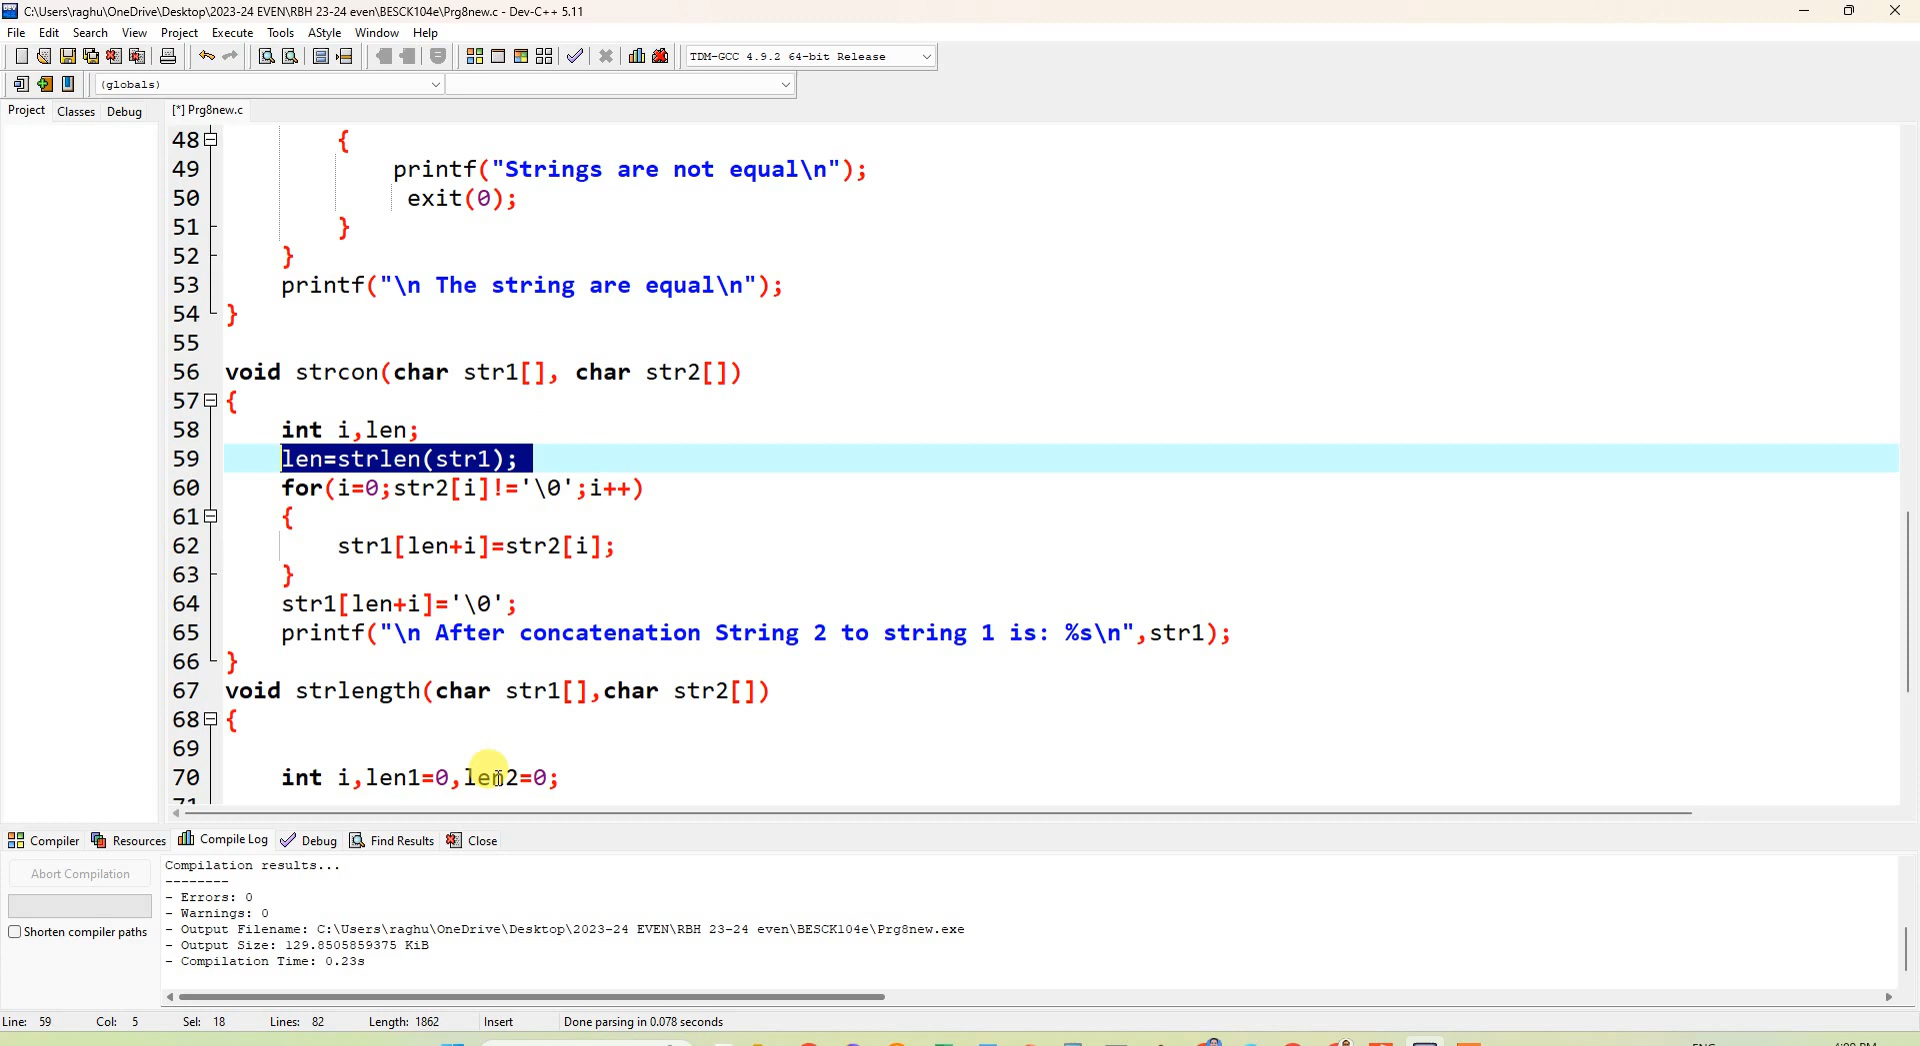 C:\Users\raghu\OneDrive\Desktop\2023-24 EVEN\RBH 23-24 even\BESCK104e\Prg8new.c - Dev-C++ 5.11
File Edit Search View Project Execute Tools AStyle Window Help
TDM-GCC 4.9.2 64-bit Release
(globals)
Project Classes Debug [*] Prg8new.c
48 {
49 printf("Strings are not equal\n");
50 exit(0);
51 }
52 }
53 printf("\n The string are equal\n");
54 }
55
56 void strcon(char str1[], char str2[])
57 {
58 int i,len;
59 len=strlen(str1);
60 for(i=0;str2[i]!='\0';i++)
61 {
62 str1[len+i]=str2[i];
63 }
64 str1[len+i]='\0';
65 printf("\n After concatenation String 2 to string 1 is: %s\n",str1);
66 }
67 void strlength(char str1[],char str2[])
68 {
69
70 int i,len1=0,len2=0;
Compiler Resources Compile Log Debug Find Results Close
Abort Compilation
Shorten compiler paths
Compilation results...
--------
- Errors: 0
- Warnings: 0
- Output Filename: C:\Users\raghu\OneDrive\Desktop\2023-24 EVEN\RBH 23-24 even\BESCK104e\Prg8new.exe
- Output Size: 129.8505859375 KiB
- Compilation Time: 0.23s
Line: 59 Col: 5 Sel: 18 Lines: 82 Length: 1862 Insert Done parsing in 0.078 seconds